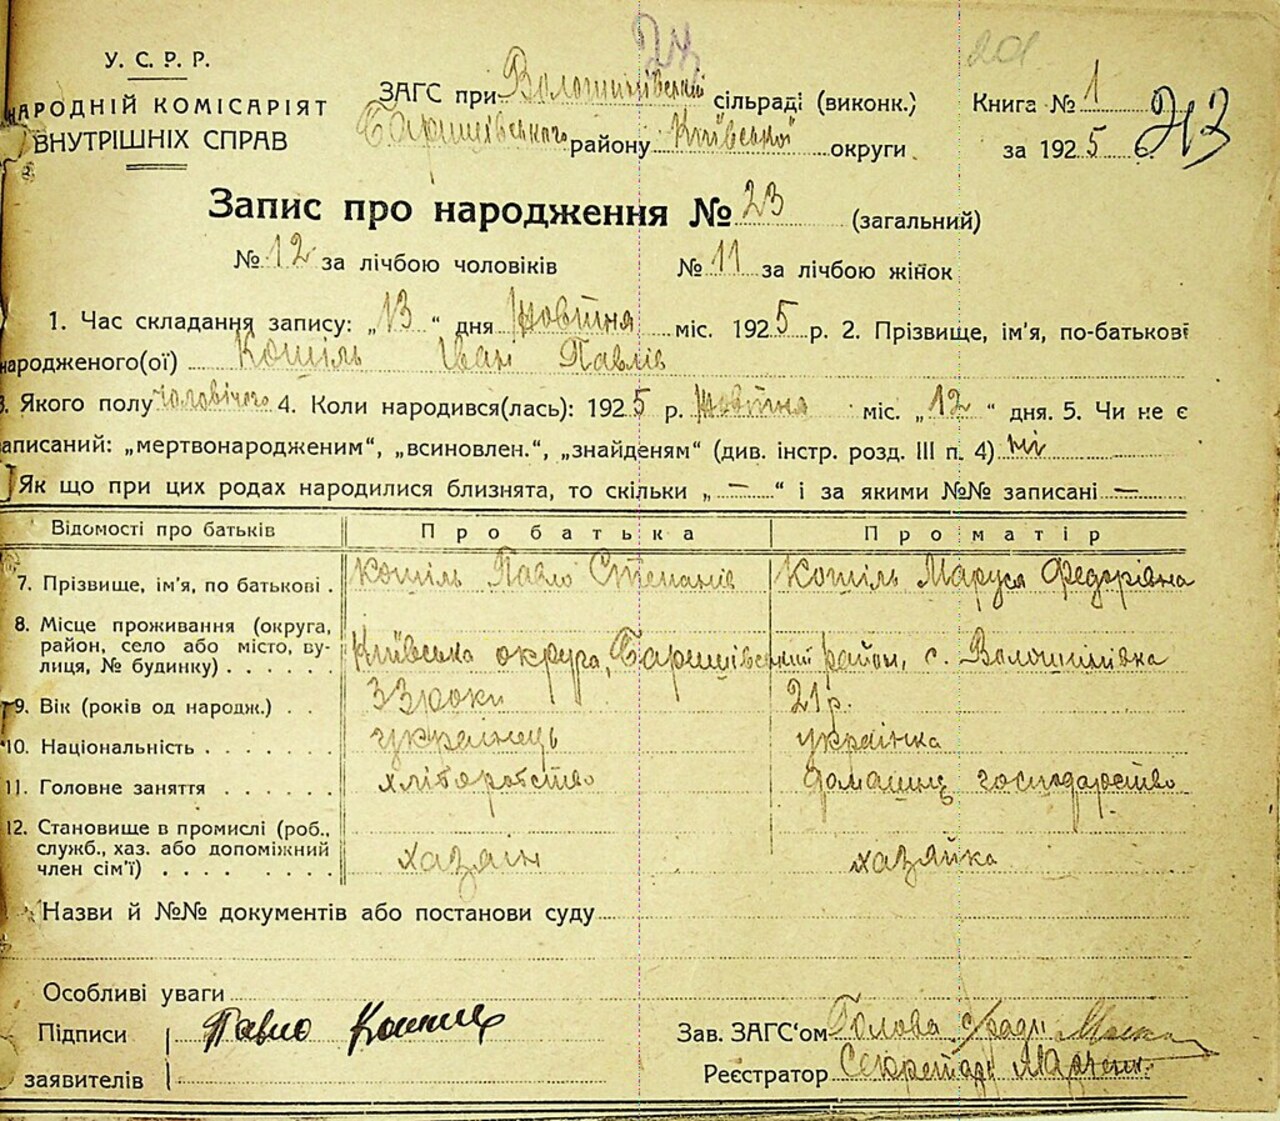 У. С. Р. Р.
НАРОДНІЙ КОМІСАРІЯТ
ВНУТРІШНІХ СПРАВ
ЗАГС при Волошинівській сільраді (виконк.)
Баришівського району Київської округи
Книга № 1
за 1925 р.
213
Запис про народження № 23 (загальний)
№ 12 за лічбою чоловіків № 11 за лічбою жінок
1. Час складання запису: „13“ дня Жовтня міс. 1925 р. 2. Прізвище, ім'я, по-батькові
народженого(ої) Кошіль Іван Павлів
3. Якого полу чоловічого 4. Коли народився(лась): 1925 р. Жовтня міс. „12“ дня. 5. Чи не є
записаний: „мертвонародженим“, „всиновлен.“, „знайденям“ (див. інстр. розд. III п. 4) ні
Як що при цих родах народилися близнята, то скільки „—“ і за якими №№ записані —
Відомості про батьків Про батька Про матір
7. Прізвище, ім'я, по батькові . Кошіль Павло Степанів Кошіль Маруся Федорівна
8. Місце проживання (округа,
район, село або місто, ву-
лиця, № будинку) . . . . . Київська округа, Баришівський район, с. Волошинівка
9. Вік (років од народж.) . . 33 роки 21 р.
10. Національність . . . . . . . українець українка
11. Головне заняття . . . . . . хліборобство домашнє господарство
12. Становище в промислі (роб.,
служб., хаз. або допоміжний
член сім'ї) . . . . . . . . хазяїн хазяйка
Назви й №№ документів або постанови суду
Особливі уваги
Підписи
заявителів
Павло Кошіль
Зав. ЗАГС'ом Голова с/ради
Реєстратор Секретарь